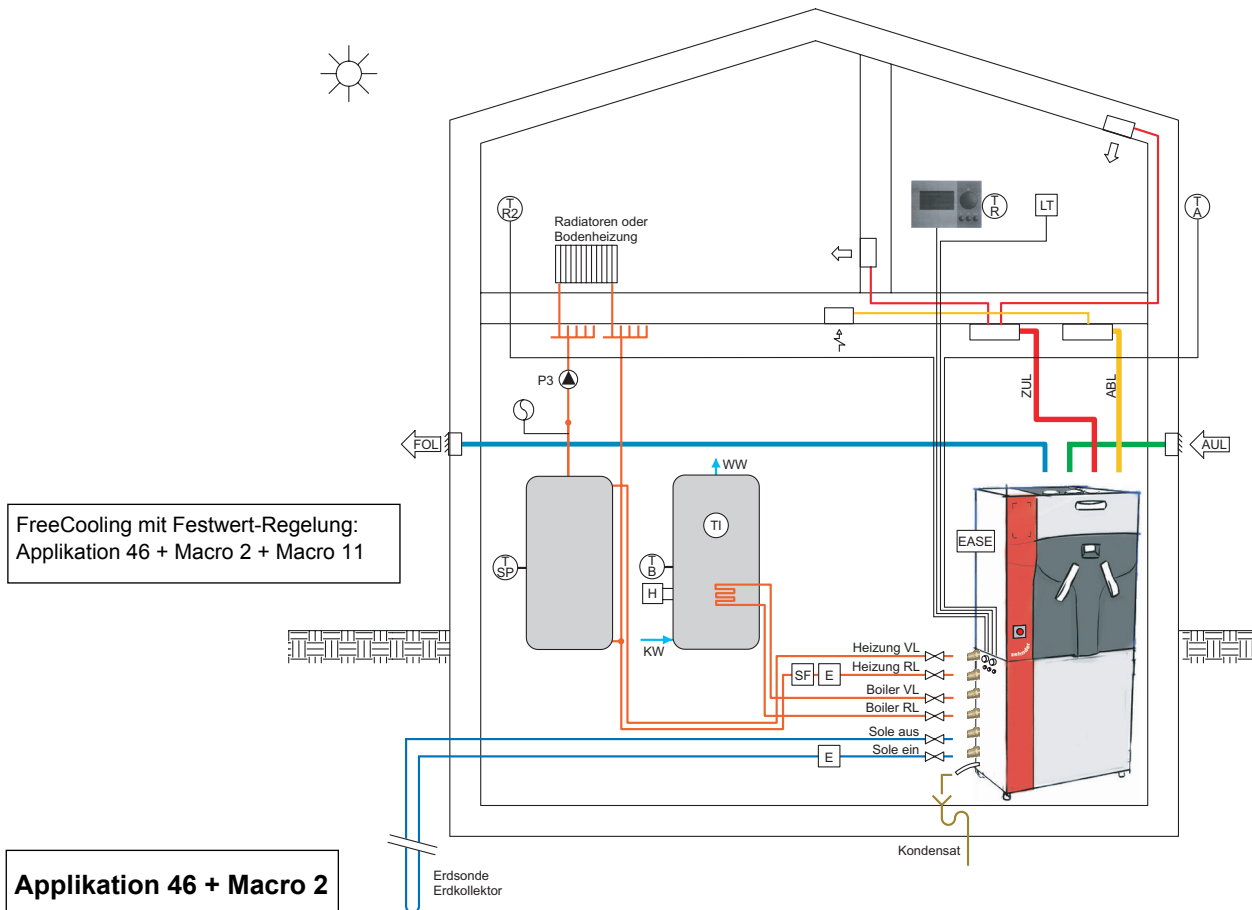 T
R2
Radiatoren oder
Bodenheizung
T
R
LT
T
A
P3
ZUL
ABL
FOL
AUL
WW
FreeCooling mit Festwert-Regelung:
Applikation 46 + Macro 2 + Macro 11
TI
EASE
T
SP
T
B
H
KW
Heizung VL
SF
E
Heizung RL
Boiler VL
Boiler RL
Sole aus
E
Sole ein
zehnder
Kondensat
Applikation 46 + Macro 2
Erdsonde
Erdkollektor